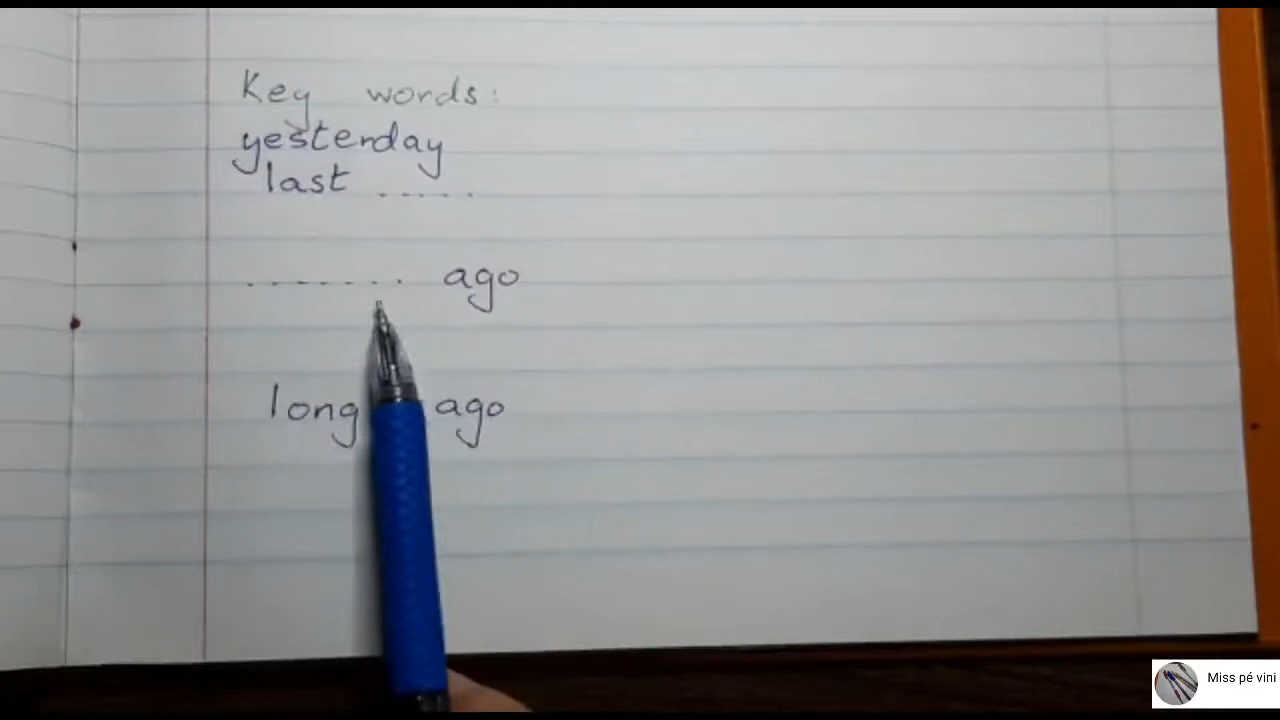 Key words:
yesterday
last .....
....... ago
long ago
Miss pé vini